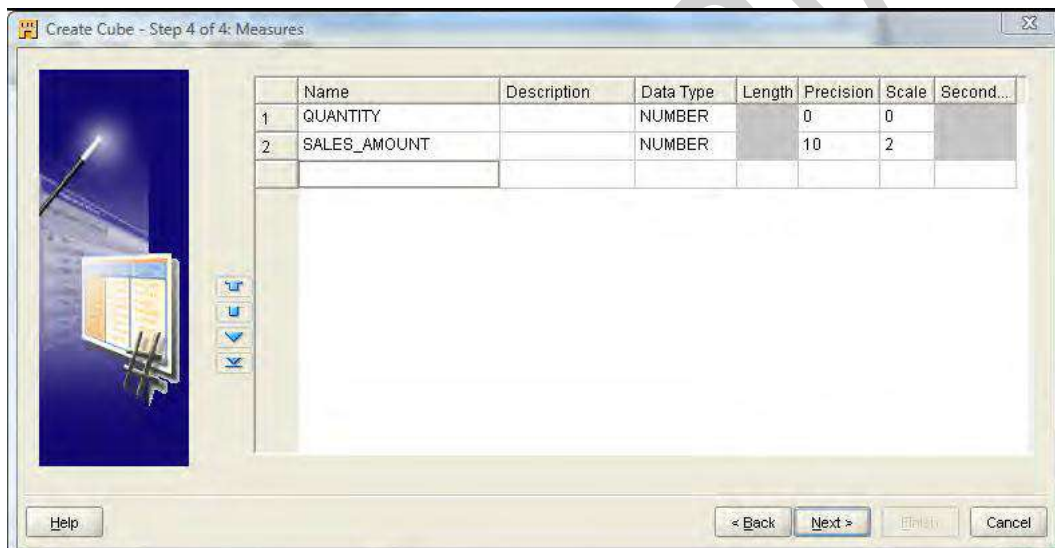 Create Cube - Step 4 of 4: Measures
Name Description Data Type Length Precision Scale Second...
1 QUANTITY NUMBER 0 0
2 SALES_AMOUNT NUMBER 10 2
Help < Back Next > Finish Cancel